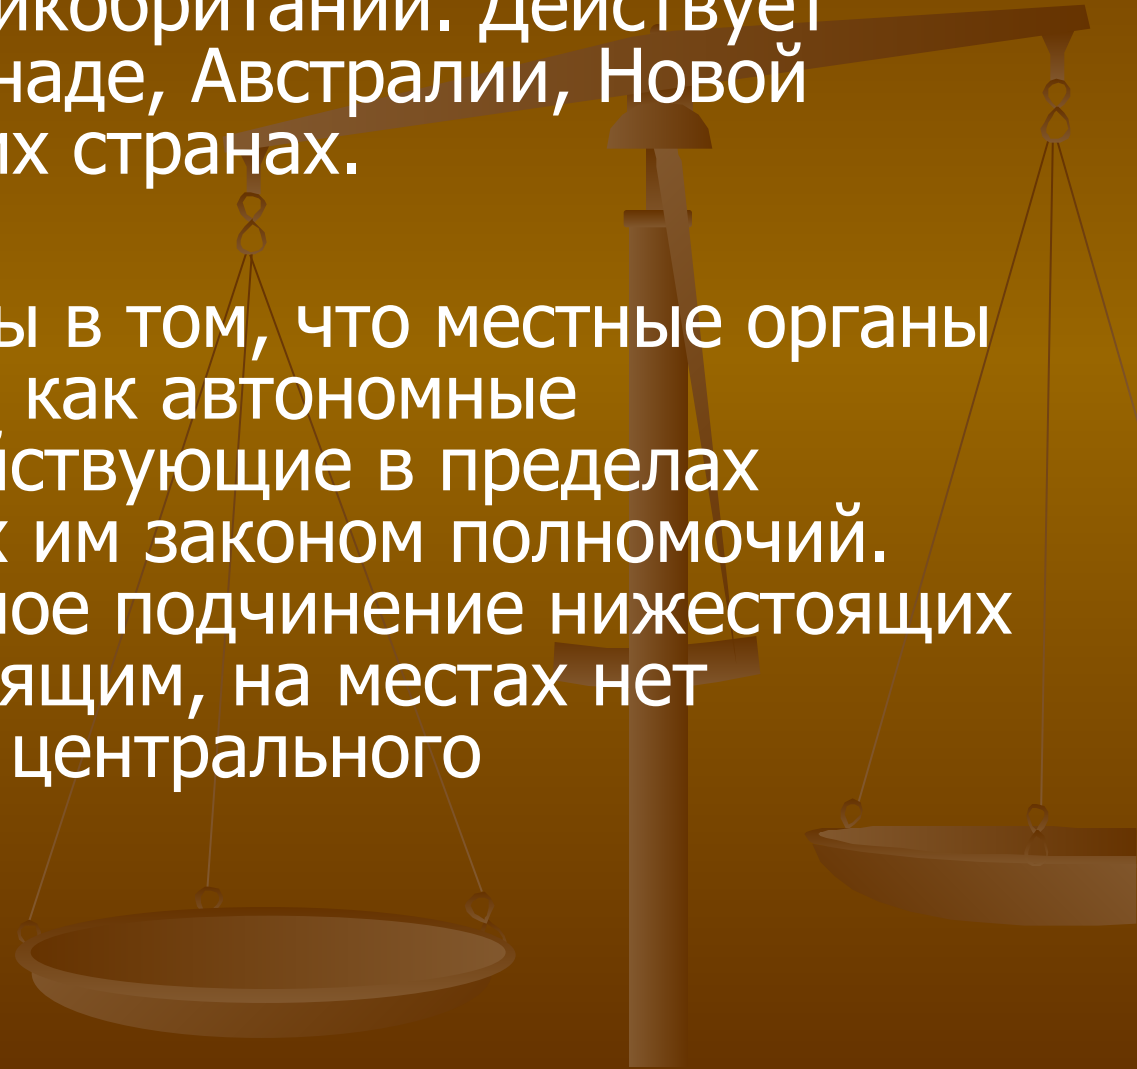 икобритании. Действует
наде, Австралии, Новой
их странах.
ы в том, что местные органы
как автономные
йствующие в пределах
х им законом полномочий.
ное подчинение нижестоящих
ящим, на местах нет
центрального